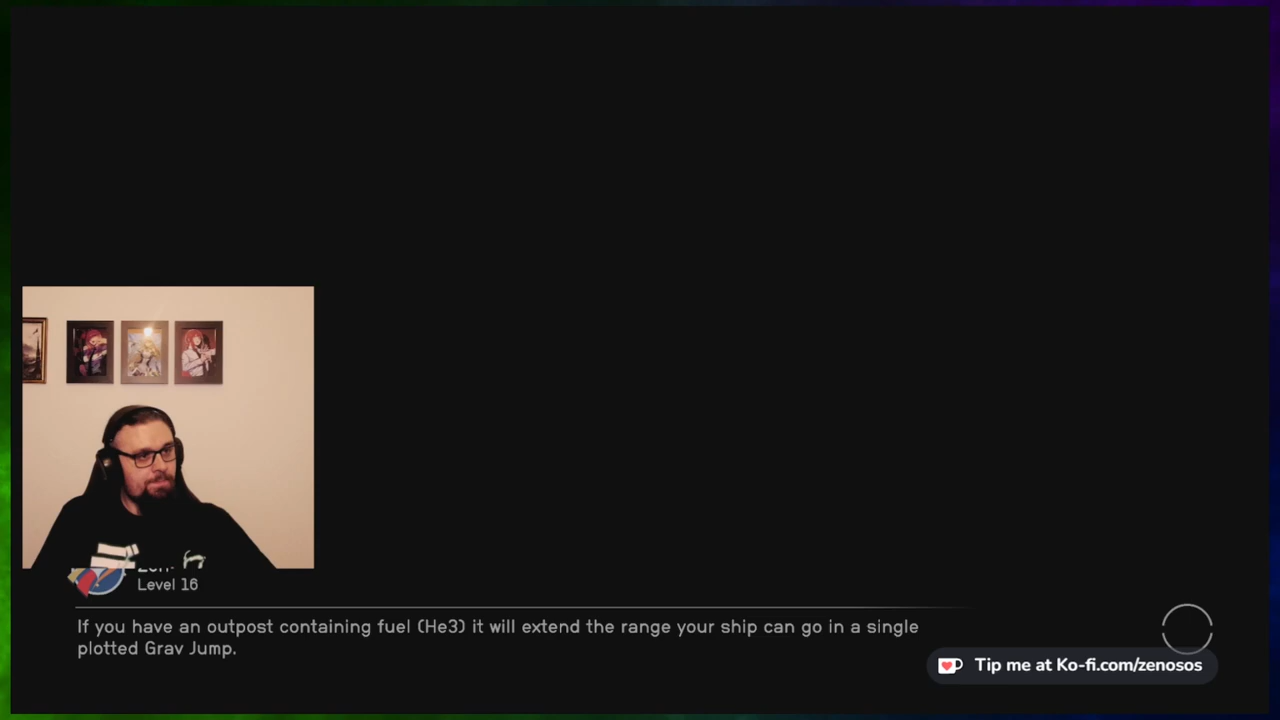 Level 16
If you have an outpost containing fuel (He3) it will extend the range your ship can go in a single
plotted Grav Jump.
Tip me at Ko-fi.com/zenosos